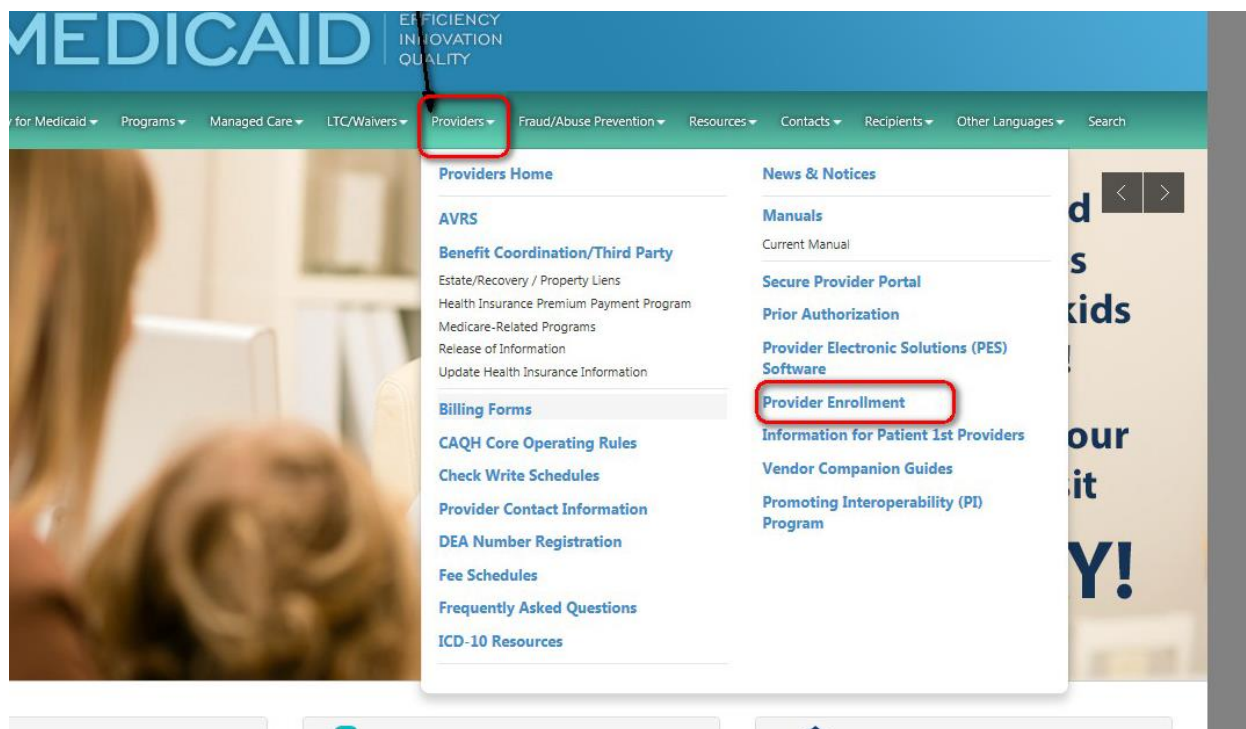 MEDICAID
EFFICIENCY
INNOVATION
QUALITY
for Medicaid Programs Managed Care LTC/Waivers Providers Fraud/Abuse Prevention Resources Contacts Recipients Other Languages Search
Providers Home
AVRS
Benefit Coordination/Third Party
Estate/Recovery / Property Liens
Health Insurance Premium Payment Program
Medicare-Related Programs
Release of Information
Update Health Insurance Information
Billing Forms
CAQH Core Operating Rules
Check Write Schedules
Provider Contact Information
DEA Number Registration
Fee Schedules
Frequently Asked Questions
ICD-10 Resources
News & Notices
Manuals
Current Manual
Secure Provider Portal
Prior Authorization
Provider Electronic Solutions (PES)
Software
Provider Enrollment
Information for Patient 1st Providers
Vendor Companion Guides
Promoting Interoperability (PI)
Program
kids